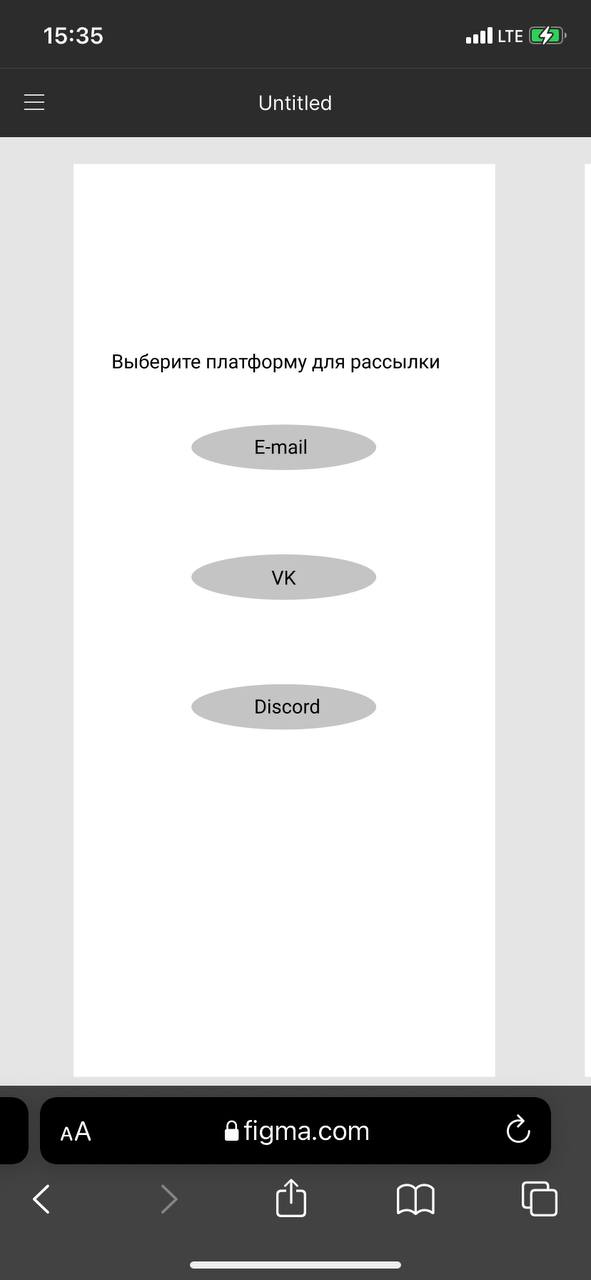 15:35
LTE
Untitled
Выберите платформу для рассылки
E-mail
VK
Discord
AA
figma.com